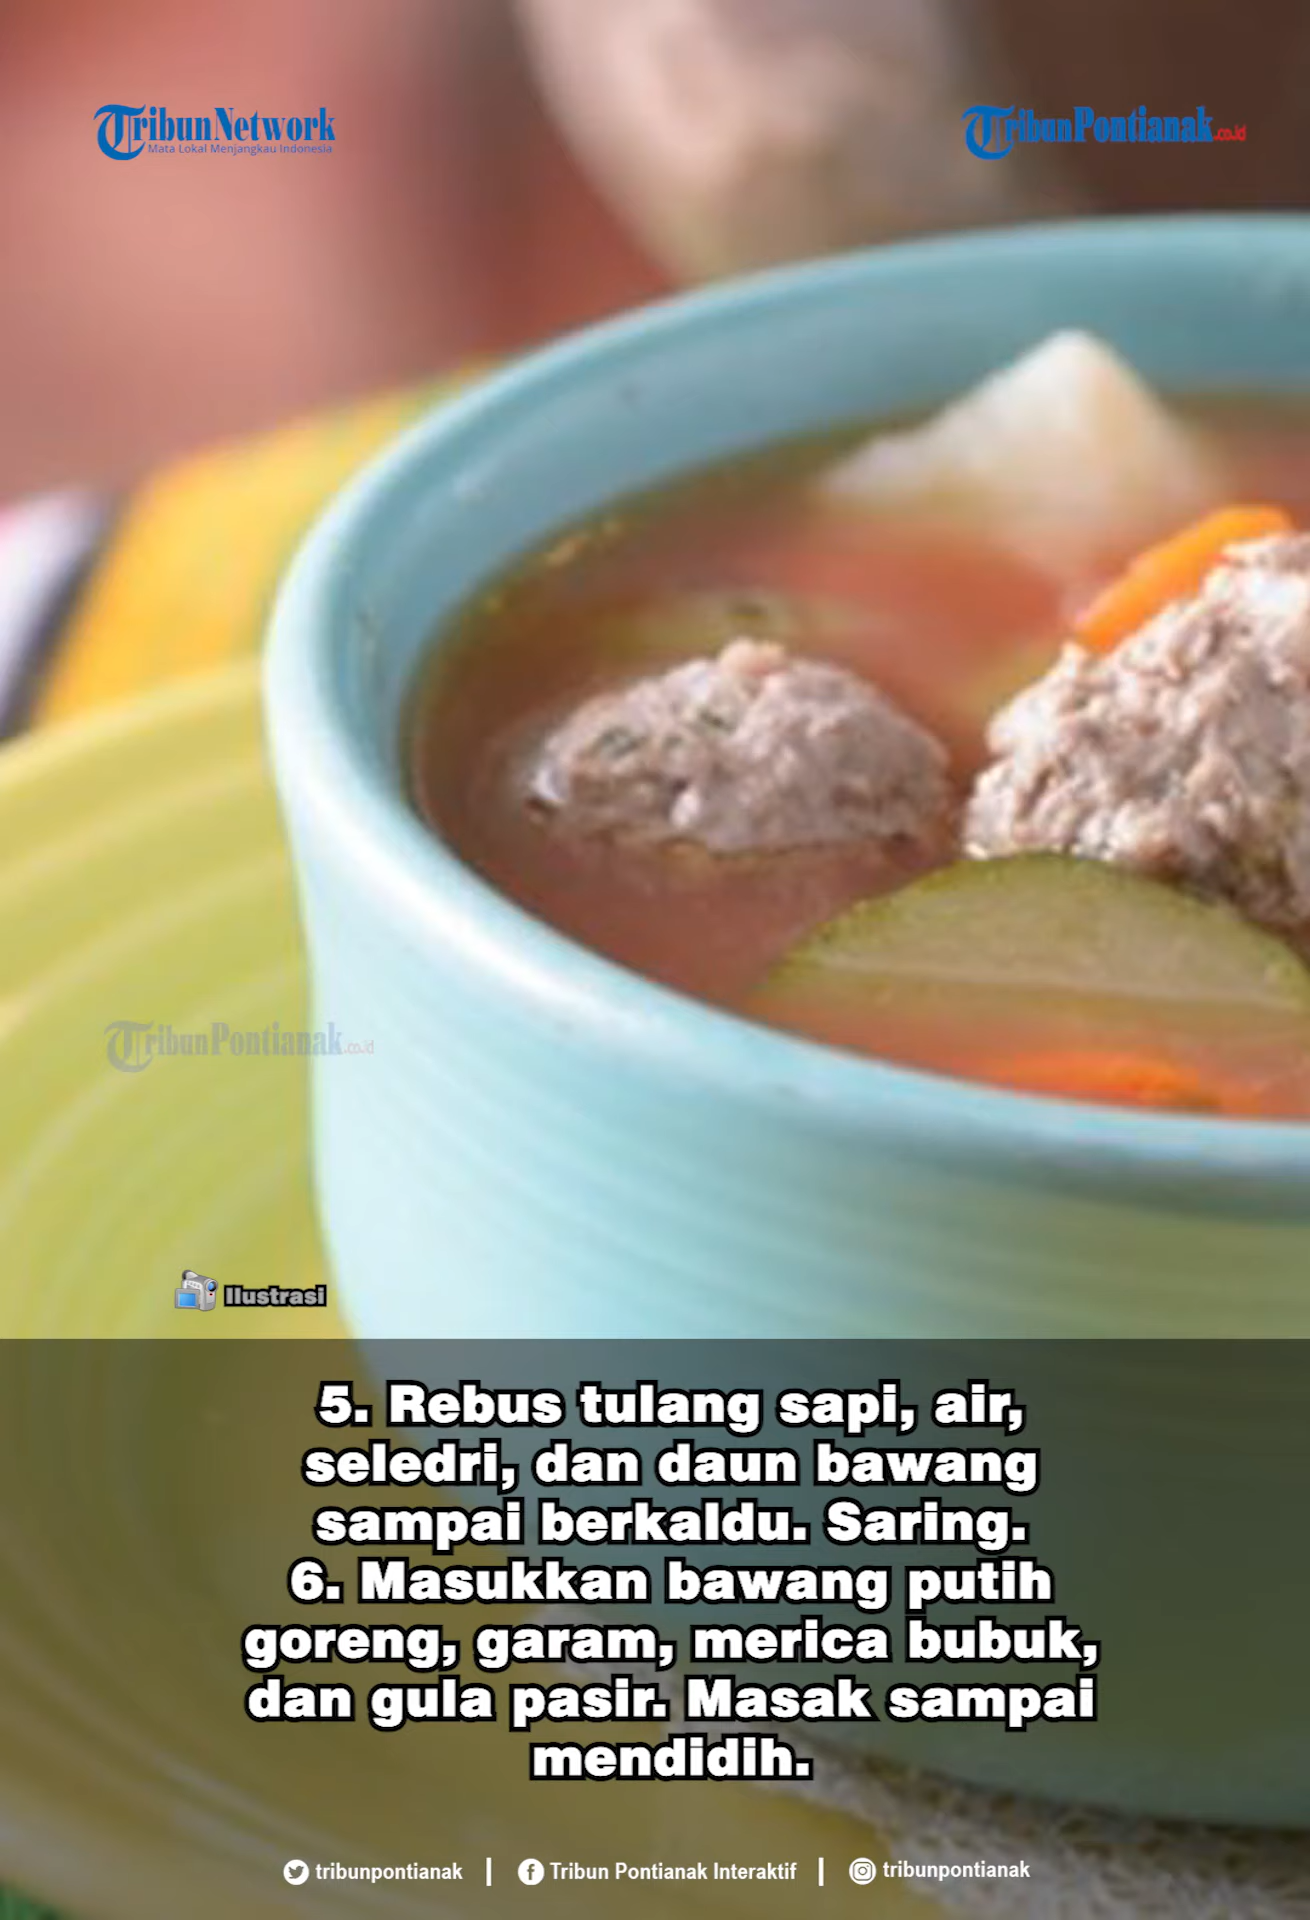 TribunNetwork
Mata Lokal Menjangkau Indonesia
TribunPontianak.co.id
TribunPontianak.co.id
Ilustrasi
5. Rebus tulang sapi, air,
seledri, dan daun bawang
sampai berkaldu. Saring.
6. Masukkan bawang putih
goreng, garam, merica bubuk,
dan gula pasir. Masak sampai
mendidih.
tribunpontianak | Tribun Pontianak Interaktif | tribunpontianak